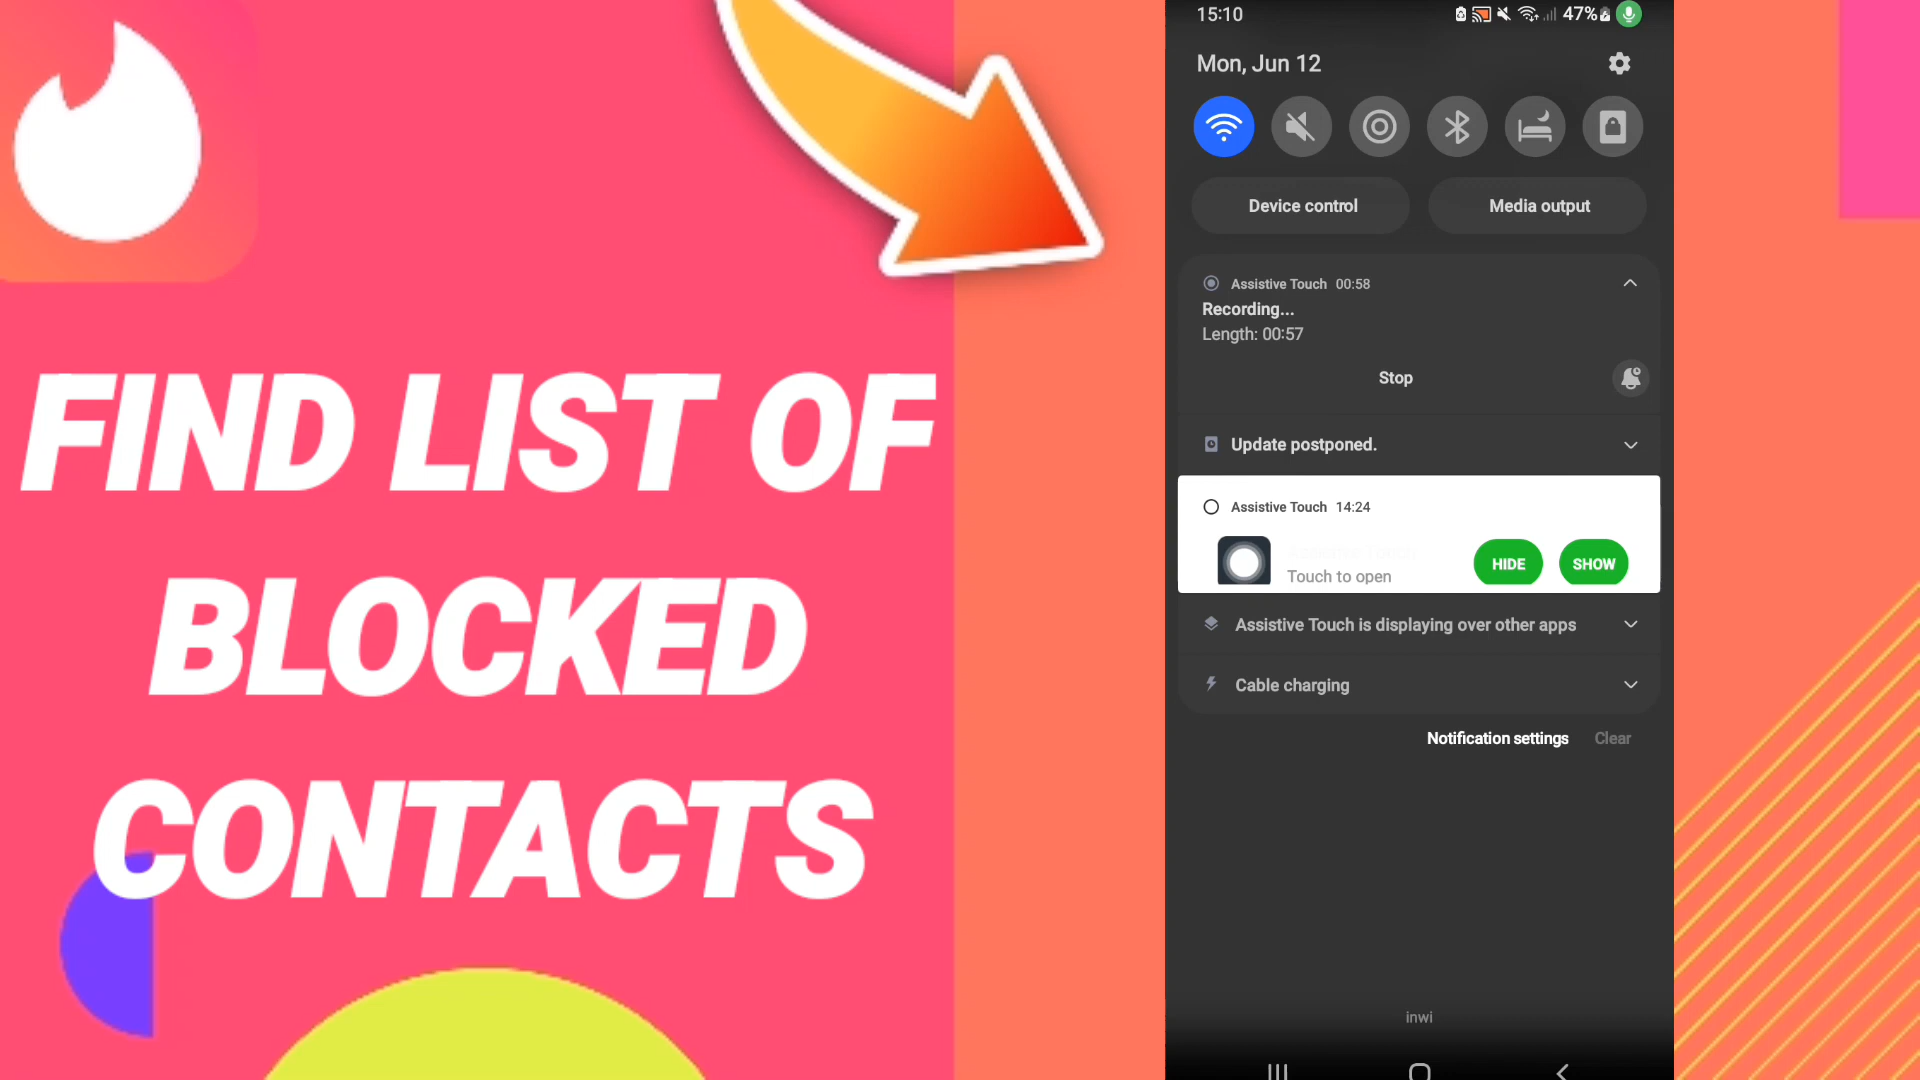 FIND LIST OF
BLOCKED
CONTACTS
15:10
47%
Mon, Jun 12
Device control
Media output
Assistive Touch 00:58
Recording...
Length: 00:57
Stop
Update postponed.
Assistive Touch 14:24
Touch to open
HIDE
SHOW
Assistive Touch is displaying over other apps
Cable charging
Notification settings
Clear
inwi